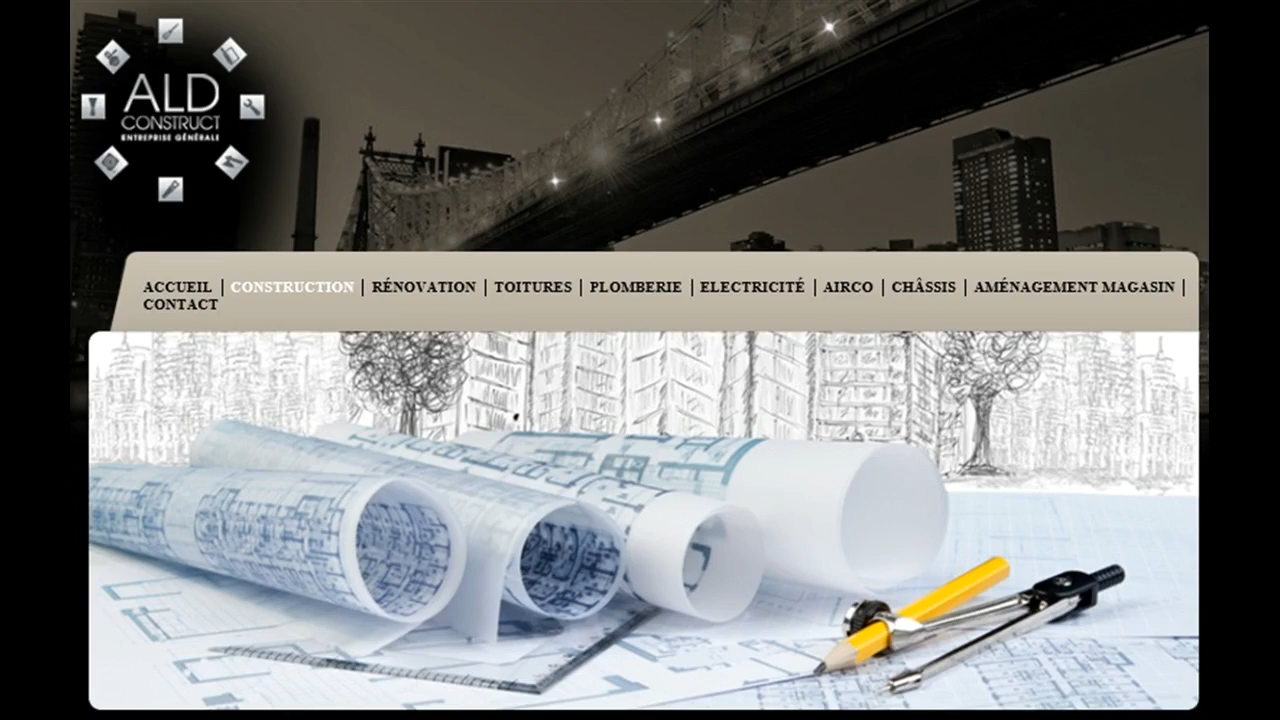 ALD
CONSTRUCT
ENTREPRISE GÉNÉRALE
ACCUEIL | CONSTRUCTION | RÉNOVATION | TOITURES | PLOMBERIE | ELECTRICITÉ | AIRCO | CHÂSSIS | AMÉNAGEMENT MAGASIN |
CONTACT